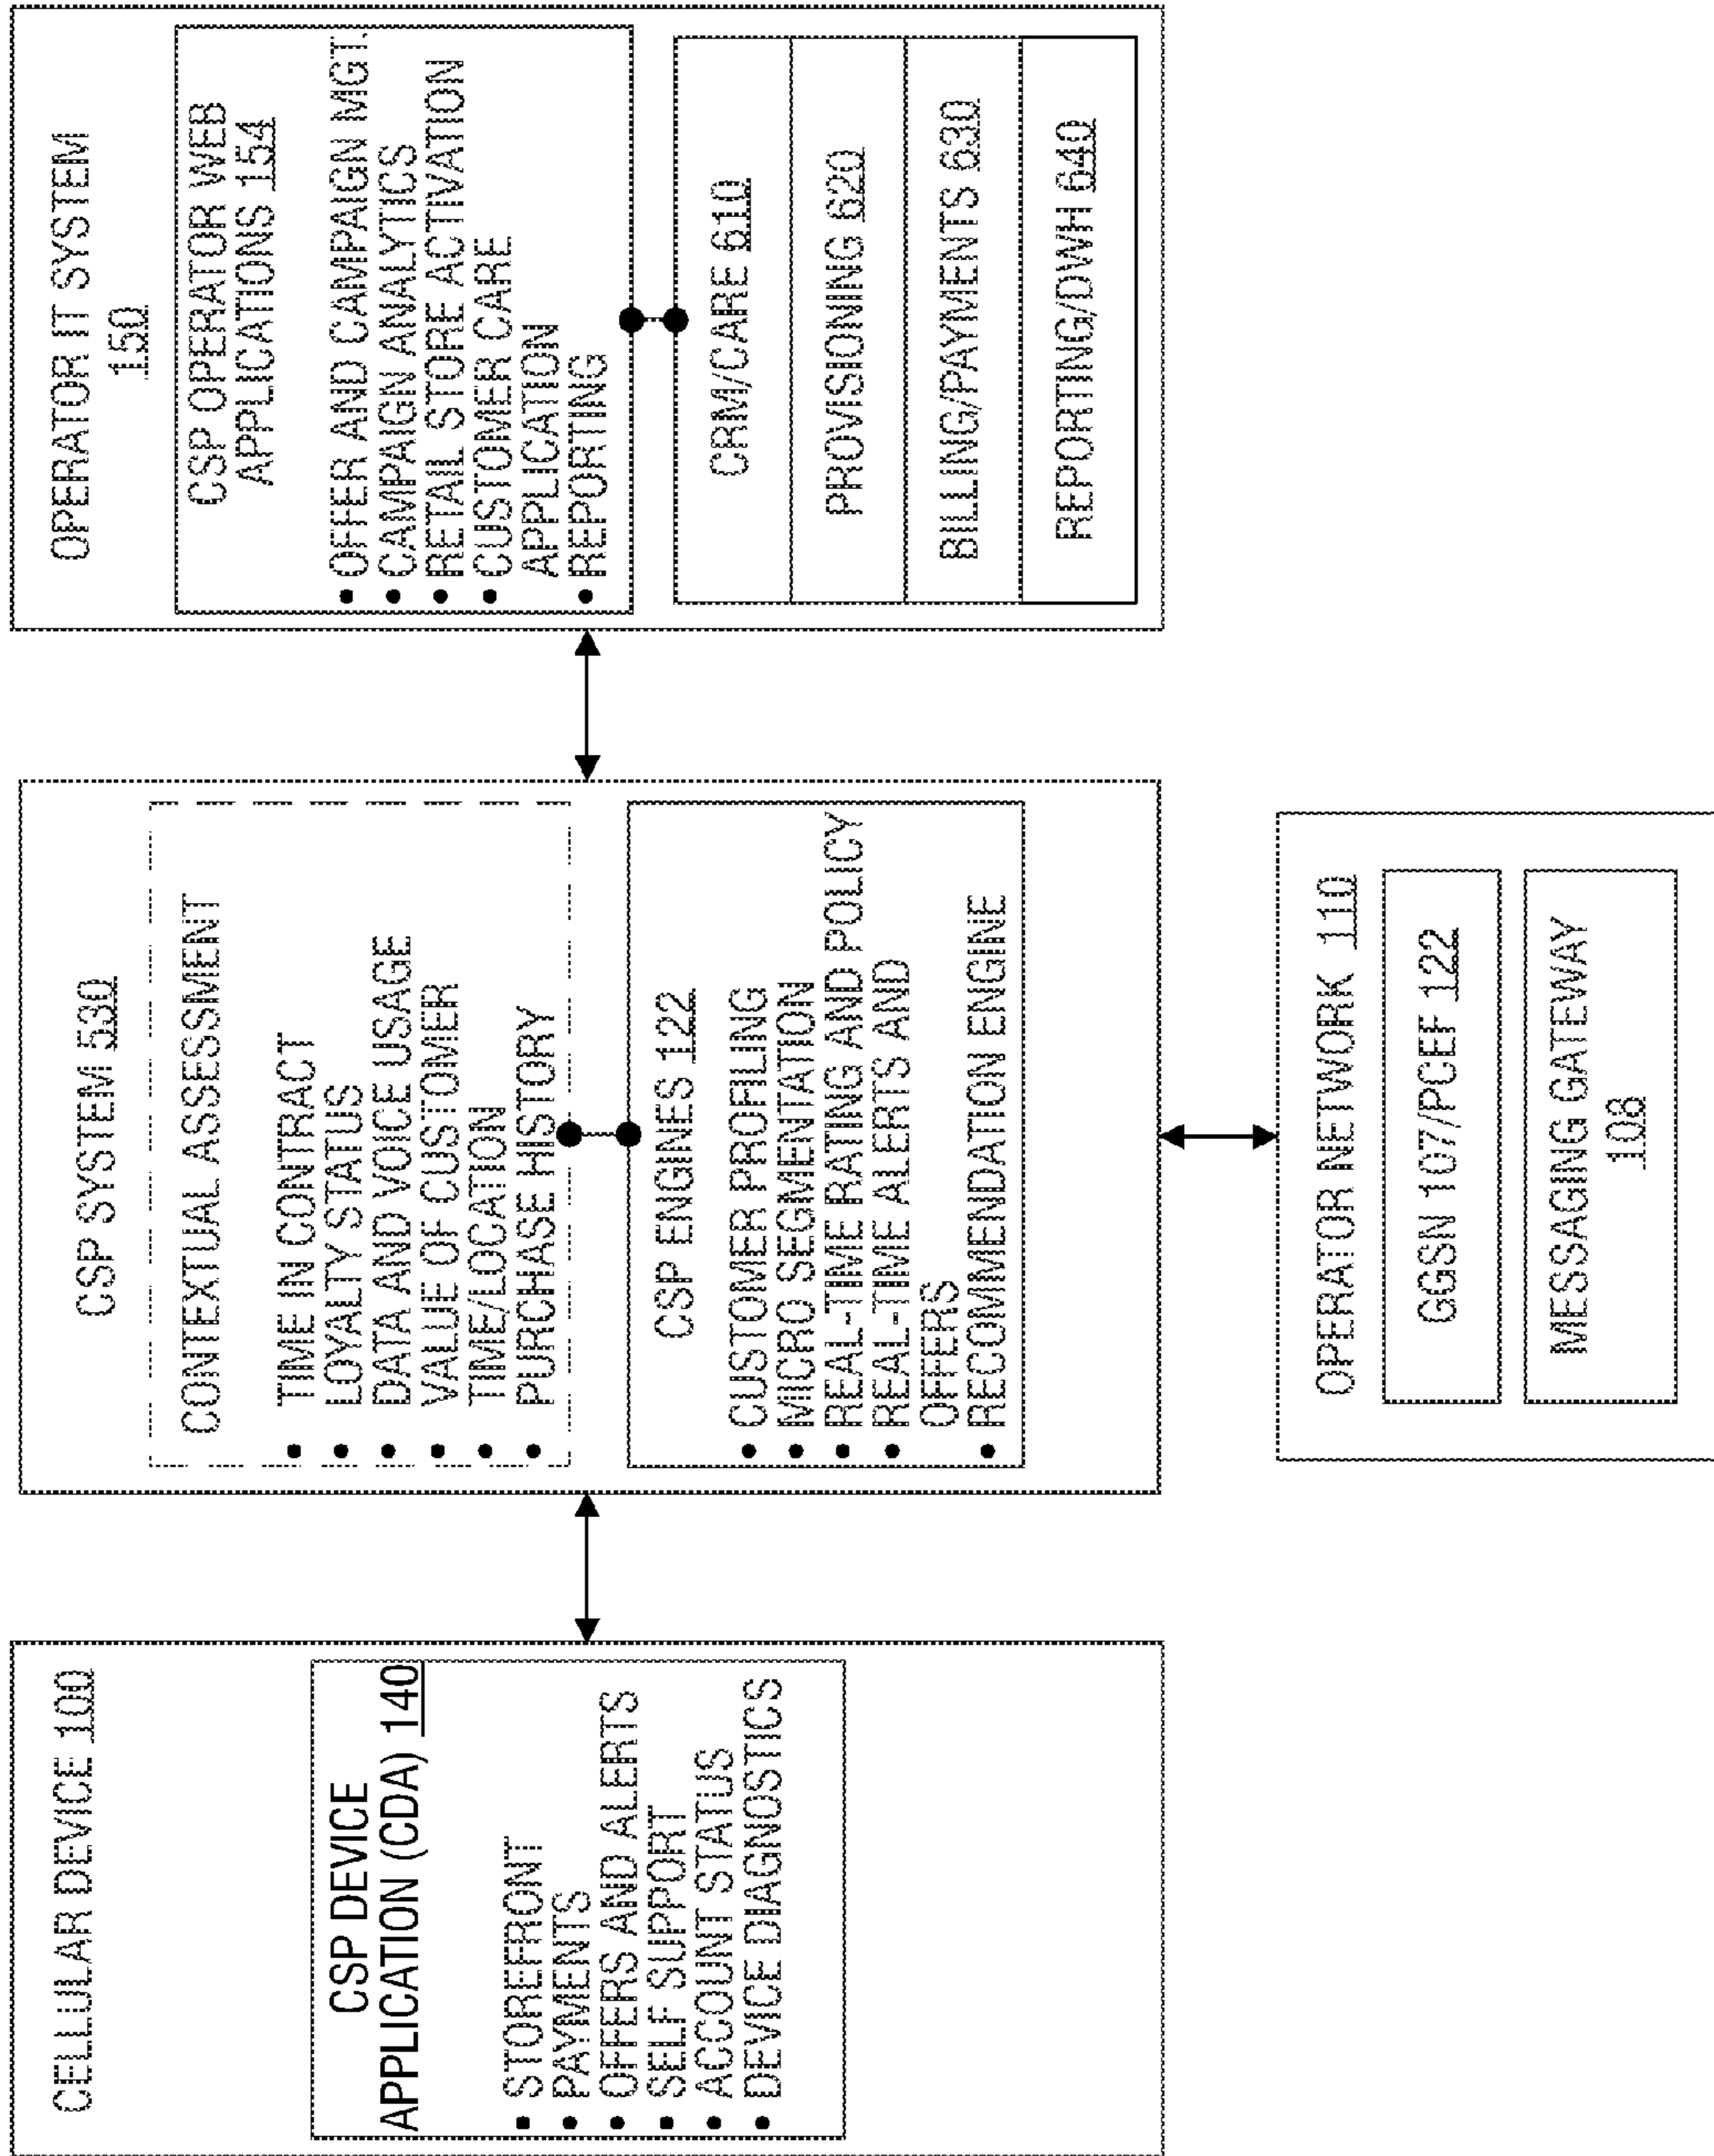 CELLULAR DEVICE 100
CSP DEVICE
APPLICATION (CDA) 140
• STOREFRONT
• PAYMENTS
• OFFERS AND ALERTS
• SELF SUPPORT
• ACCOUNT STATUS
• DEVICE DIAGNOSTICS
CSP SYSTEM 530
CONTEXTUAL ASSESSMENT
• TIME IN CONTRACT
• LOYALTY STATUS
• DATA AND VOICE USAGE
• VALUE OF CUSTOMER
• TIME/LOCATION
• PURCHASE HISTORY
CSP ENGINES 122
• CUSTOMER PROFILING
• MICRO SEGMENTATION
• REAL-TIME RATING AND POLICY
• REAL-TIME ALERTS AND
OFFERS
• RECOMMENDATION ENGINE
OPERATOR IT SYSTEM
150
CSP OPERATOR WEB
APPLICATIONS 154
• OFFER AND CAMPAIGN MGT.
• CAMPAIGN ANALYTICS
• RETAIL STORE ACTIVATION
• CUSTOMER CARE
APPLICATION
• REPORTING
CRM/CARE 610
PROVISIONING 620
BILLING/PAYMENTS 630
REPORTING/DWH 640
OPERATOR NETWORK 110
GGSN 107/PCEF 122
MESSAGING GATEWAY
108